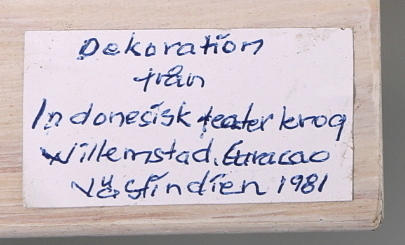 Dekoration
från
Indonesisk teater krog
Willemstad. Curacao
Västindien 1981